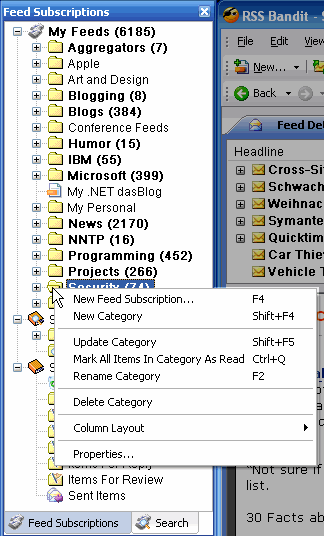 Feed Subscriptions
My Feeds (6185)
Aggregators (7)
Apple
Art and Design
Blogging (8)
Blogs (384)
Conference Feeds
Humor (15)
IBM (55)
Microsoft (399)
My .NET dasBlog
My Personal
News (2170)
NNTP (16)
Programming (452)
Projects (266)
Security (74)
New Feed Subscription... F4
New Category Shift+F4
Update Category Shift+F5
Mark All Items In Category As Read Ctrl+Q
Rename Category F2
Delete Category
Column Layout
Properties...
Items For Review
Sent Items
Feed Subscriptions
Search
RSS Bandit -
File Edit View
New...
Back
Feed Det
Headline
Cross-Sit
Schwach
Weihnac
Symante
Quicktim
Car Thiev
Vehicle T
"Not sure if
list.
30 Facts ab